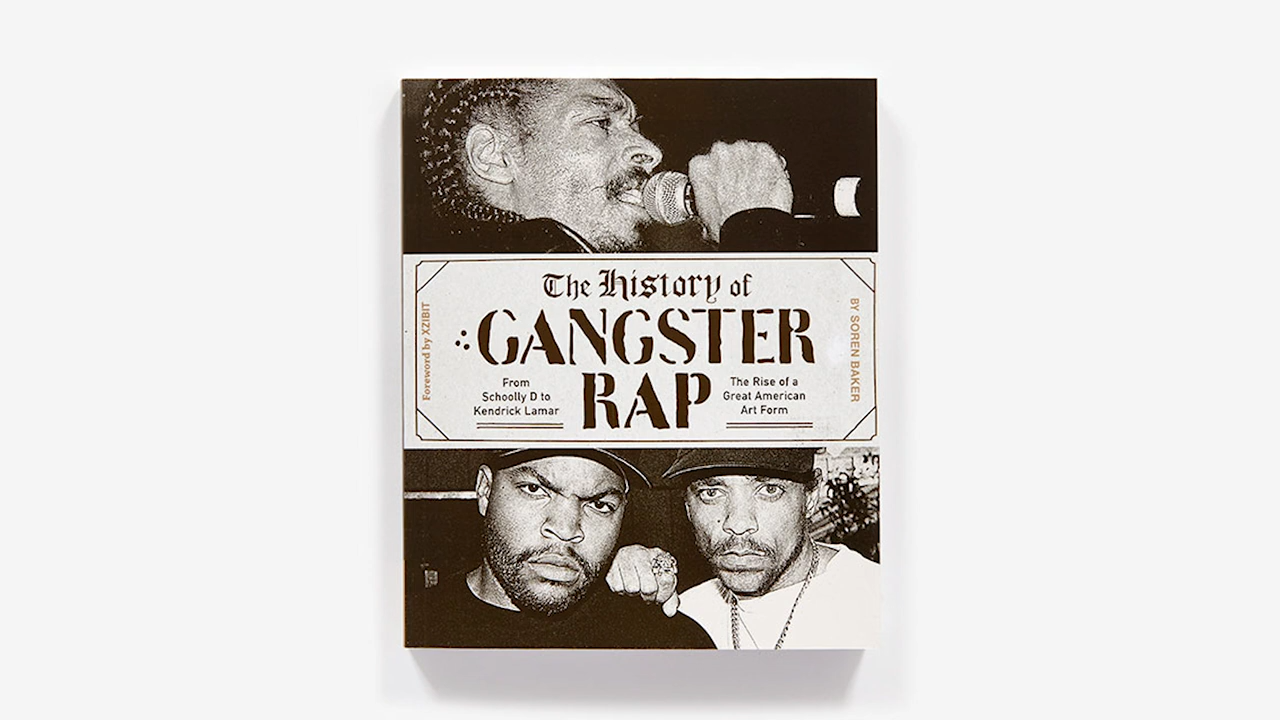 The History of
GANGSTER
RAP
From
Schoolly D to
Kendrick Lamar
The Rise of a
Great American
Art Form
Foreword by XZIBIT
BY SOREN BAKER